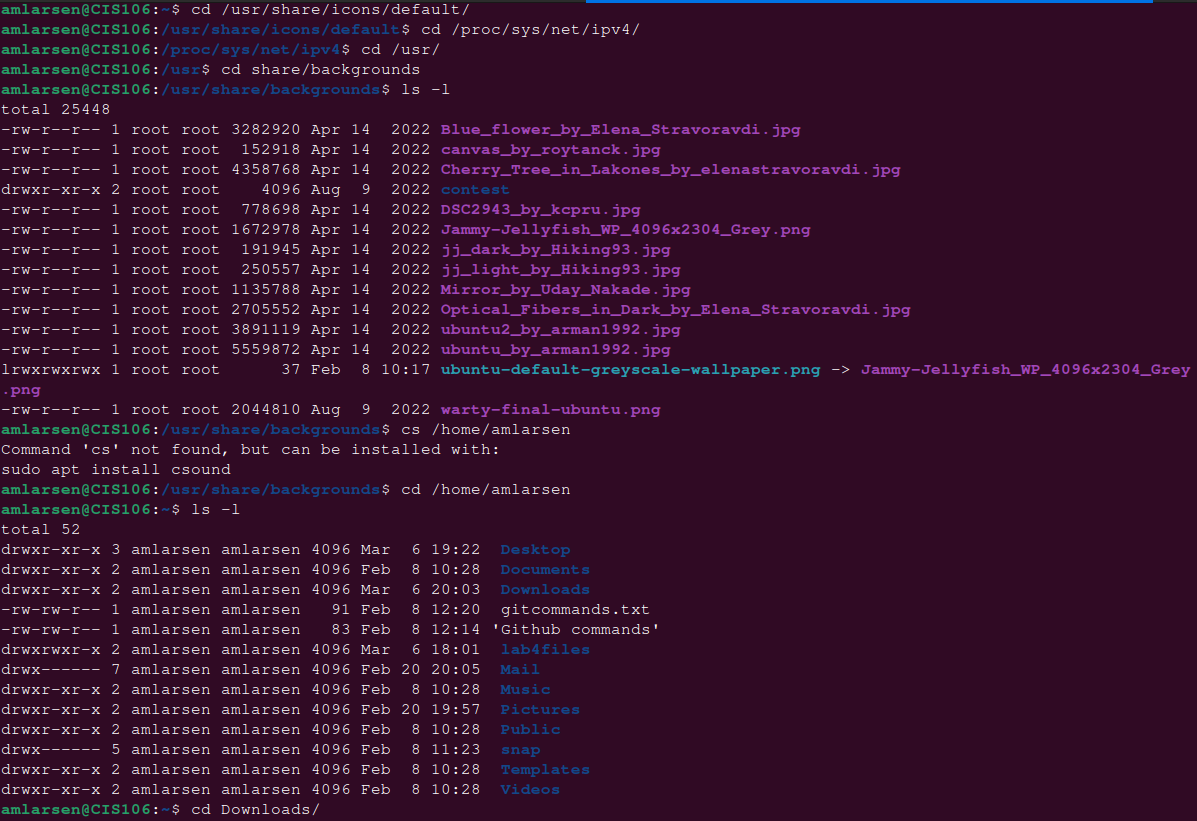 amlarsen@CIS106:~$ cd /usr/share/icons/default/
amlarsen@CIS106:/usr/share/icons/default$ cd /proc/sys/net/ipv4/
amlarsen@CIS106:/proc/sys/net/ipv4$ cd /usr/
amlarsen@CIS106:/usr$ cd share/backgrounds
amlarsen@CIS106:/usr/share/backgrounds$ ls -l
total 25448
-rw-r--r-- 1 root root 3282920 Apr 14  2022 Blue_flower_by_Elena_Stravoravdi.jpg
-rw-r--r-- 1 root root  152918 Apr 14  2022 canvas_by_roytanck.jpg
-rw-r--r-- 1 root root 4358768 Apr 14  2022 Cherry_Tree_in_Lakones_by_elenastravoravdi.jpg
drwxr-xr-x 2 root root    4096 Aug  9  2022 contest
-rw-r--r-- 1 root root  778698 Apr 14  2022 DSC2943_by_kcpru.jpg
-rw-r--r-- 1 root root 1672978 Apr 14  2022 Jammy-Jellyfish_WP_4096x2304_Grey.png
-rw-r--r-- 1 root root  191945 Apr 14  2022 jj_dark_by_Hiking93.jpg
-rw-r--r-- 1 root root  250557 Apr 14  2022 jj_light_by_Hiking93.jpg
-rw-r--r-- 1 root root 1135788 Apr 14  2022 Mirror_by_Uday_Nakade.jpg
-rw-r--r-- 1 root root 2705552 Apr 14  2022 Optical_Fibers_in_Dark_by_Elena_Stravoravdi.jpg
-rw-r--r-- 1 root root 3891119 Apr 14  2022 ubuntu2_by_arman1992.jpg
-rw-r--r-- 1 root root 5559872 Apr 14  2022 ubuntu_by_arman1992.jpg
lrwxrwxrwx 1 root root      37 Feb  8 10:17 ubuntu-default-greyscale-wallpaper.png -> Jammy-Jellyfish_WP_4096x2304_Grey
.png
-rw-r--r-- 1 root root 2044810 Aug  9  2022 warty-final-ubuntu.png
amlarsen@CIS106:/usr/share/backgrounds$ cs /home/amlarsen
Command 'cs' not found, but can be installed with:
sudo apt install csound
amlarsen@CIS106:/usr/share/backgrounds$ cd /home/amlarsen
amlarsen@CIS106:~$ ls -l
total 52
drwxr-xr-x 3 amlarsen amlarsen 4096 Mar  6 19:22  Desktop
drwxr-xr-x 2 amlarsen amlarsen 4096 Feb  8 10:28  Documents
drwxr-xr-x 2 amlarsen amlarsen 4096 Mar  6 20:03  Downloads
-rw-rw-r-- 1 amlarsen amlarsen   91 Feb  8 12:20  gitcommands.txt
-rw-rw-r-- 1 amlarsen amlarsen   83 Feb  8 12:14 'Github commands'
drwxrwxr-x 2 amlarsen amlarsen 4096 Mar  6 18:01  lab4files
drwx------ 7 amlarsen amlarsen 4096 Feb 20 20:05  Mail
drwxr-xr-x 2 amlarsen amlarsen 4096 Feb  8 10:28  Music
drwxr-xr-x 2 amlarsen amlarsen 4096 Feb 20 19:57  Pictures
drwxr-xr-x 2 amlarsen amlarsen 4096 Feb  8 10:28  Public
drwx------ 5 amlarsen amlarsen 4096 Feb  8 11:23  snap
drwxr-xr-x 2 amlarsen amlarsen 4096 Feb  8 10:28  Templates
drwxr-xr-x 2 amlarsen amlarsen 4096 Feb  8 10:28  Videos
amlarsen@CIS106:~$ cd Downloads/